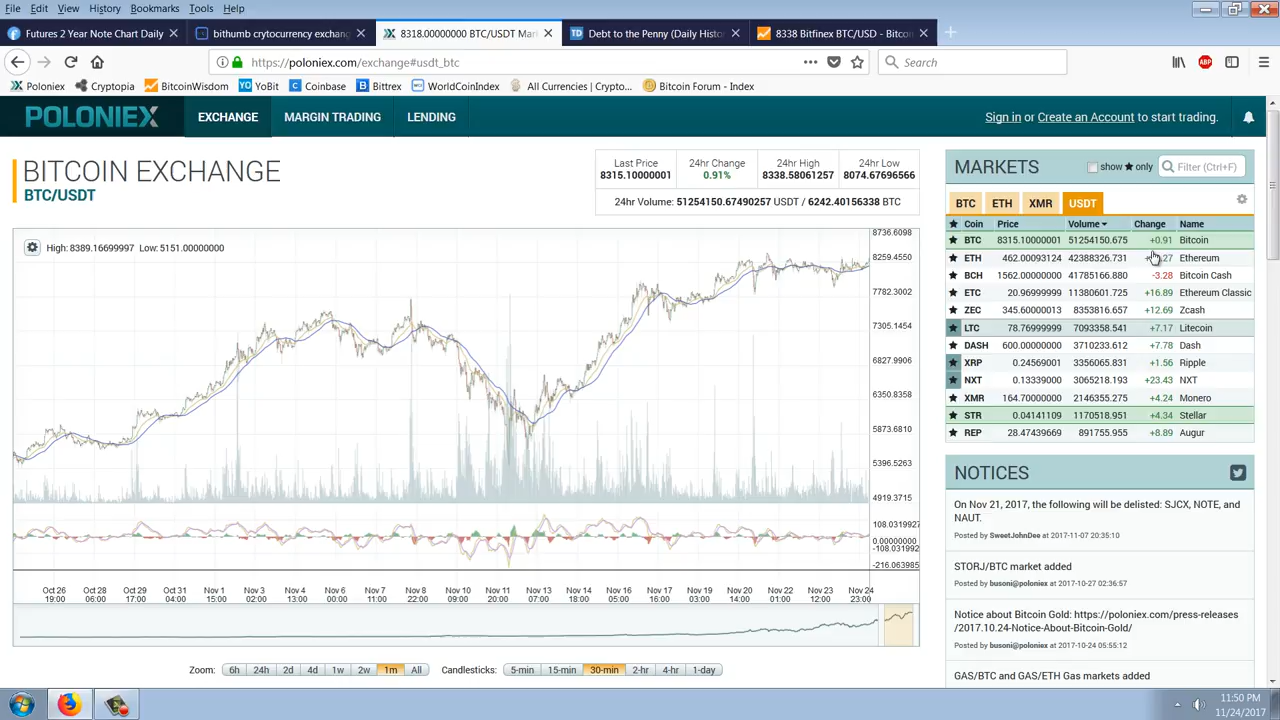 File Edit View History Bookmarks Tools Help
Futures 2 Year Note Chart Daily
bithumb crytocurrency exchang
8318.00000000 BTC/USDT Mar
Debt to the Penny (Daily Histor
8338 Bitfinex BTC/USD - Bitcoin
https://poloniex.com/exchange#usdt_btc
Search
ABP
Poloniex Cryptopia BitcoinWisdom YoBit Coinbase Bittrex WorldCoinIndex All Currencies | Crypto... Bitcoin Forum - Index
POLONIEX EXCHANGE MARGIN TRADING LENDING Sign in or Create an Account to start trading.
BITCOIN EXCHANGE
BTC/USDT
Last Price 24hr Change 24hr High 24hr Low
8315.10000001 0.91% 8338.58061257 8074.67696566
24hr Volume: 51254150.67490257 USDT / 6242.40156338 BTC
High: 8389.16699997 Low: 5151.00000000
8736.6098
8259.4550
7782.3002
7305.1454
6827.9906
6350.8358
5873.6810
5396.5263
4919.3715
108.0319927
0.00000000
-108.031992
-216.063985
Oct 26 Oct 28 Oct 29 Oct 31 Nov 1 Nov 3 Nov 4 Nov 6 Nov 7 Nov 8 Nov 10 Nov 11 Nov 13 Nov 14 Nov 16 Nov 17 Nov 19 Nov 20 Nov 22 Nov 23 Nov 24
19:00 06:00 17:00 04:00 15:00 02:00 13:00 00:00 11:00 22:00 09:00 20:00 07:00 18:00 05:00 16:00 03:00 14:00 01:00 12:00 23:00
Zoom: 6h 24h 2d 4d 1w 2w 1m All Candlesticks: 5-min 15-min 30-min 2-hr 4-hr 1-day
MARKETS show ★ only Filter (Ctrl+F)
BTC ETH XMR USDT
Coin Price Volume Change Name
BTC 8315.10000001 51254150.675 +0.91 Bitcoin
ETH 462.00093124 42388326.731 Ethereum
BCH 1562.00000000 41785166.880 -3.28 Bitcoin Cash
ETC 20.96999999 11380601.725 +16.89 Ethereum Classic
ZEC 345.60000013 8353816.657 +12.69 Zcash
LTC 78.76999999 7093358.541 +7.17 Litecoin
DASH 600.00000000 3710233.612 +7.78 Dash
XRP 0.24569001 3356065.831 +1.56 Ripple
NXT 0.13339000 3065218.193 +23.43 NXT
XMR 164.70000000 2146355.275 +4.24 Monero
STR 0.04141109 1170518.951 +4.34 Stellar
REP 28.47439669 891755.955 +8.89 Augur
NOTICES
On Nov 21, 2017, the following will be delisted: SJCX, NOTE, and
NAUT.
Posted by SweetJohnDee at 2017-11-07 20:35:10
STORJ/BTC market added
Posted by busoni@poloniex at 2017-10-27 02:36:57
Notice about Bitcoin Gold: https://poloniex.com/press-releases
/2017.10.24-Notice-About-Bitcoin-Gold/
Posted by busoni@poloniex at 2017-10-24 05:55:12
GAS/BTC and GAS/ETH Gas markets added
11:50 PM
11/24/2017